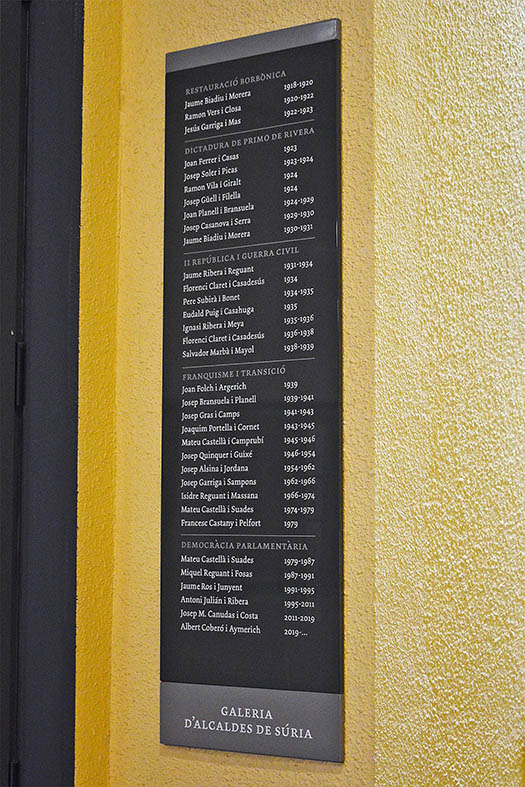 RESTAURACIÓ BORBÒNICA
Jaume Biadiu i Morera 1918-1920
Ramon Vers i Closa 1920-1922
Jesús Garriga i Mas 1922-1923
DICTADURA DE PRIMO DE RIVERA
Joan Ferrer i Casas 1923
Josep Soler i Picas 1923-1924
Ramon Vila i Giralt 1924
Josep Güell i Filella 1924
Joan Planell i Bransuela 1924-1929
Josep Casanova i Serra 1929-1930
Jaume Biadiu i Morera 1930-1931
II REPÚBLICA I GUERRA CIVIL
Jaume Ribera i Reguant 1931-1934
Florenci Claret i Casadesús 1934
Pere Subirà i Bonet 1934-1935
Eudald Puig i Casahuga 1935
Ignasi Ribera i Meya 1935-1936
Florenci Claret i Casadesús 1936-1938
Salvador Marbà i Mayol 1938-1939
FRANQUISME I TRANSICIÓ
Joan Folch i Argerich 1939
Josep Bransuela i Planell 1939-1941
Josep Gras i Camps 1941-1943
Joaquim Portella i Cornet 1943-1945
Mateu Castellà i Camprubí 1945-1946
Josep Quinquer i Guixé 1946-1954
Josep Alsina i Jordana 1954-1962
Josep Garriga i Sampons 1962-1966
Isidre Reguant i Massana 1966-1974
Mateu Castellà i Suades 1974-1979
Francesc Castany i Pelfort 1979
DEMOCRÀCIA PARLAMENTÀRIA
Mateu Castellà i Suades 1979-1987
Miquel Reguant i Fosas 1987-1991
Jaume Ros i Junyent 1991-1995
Antoni Julián i Ribera 1995-2011
Josep M. Canudas i Costa 2011-2019
Albert Coberó i Aymerich 2019-...
GALERIA
D'ALCALDES DE SÚRIA